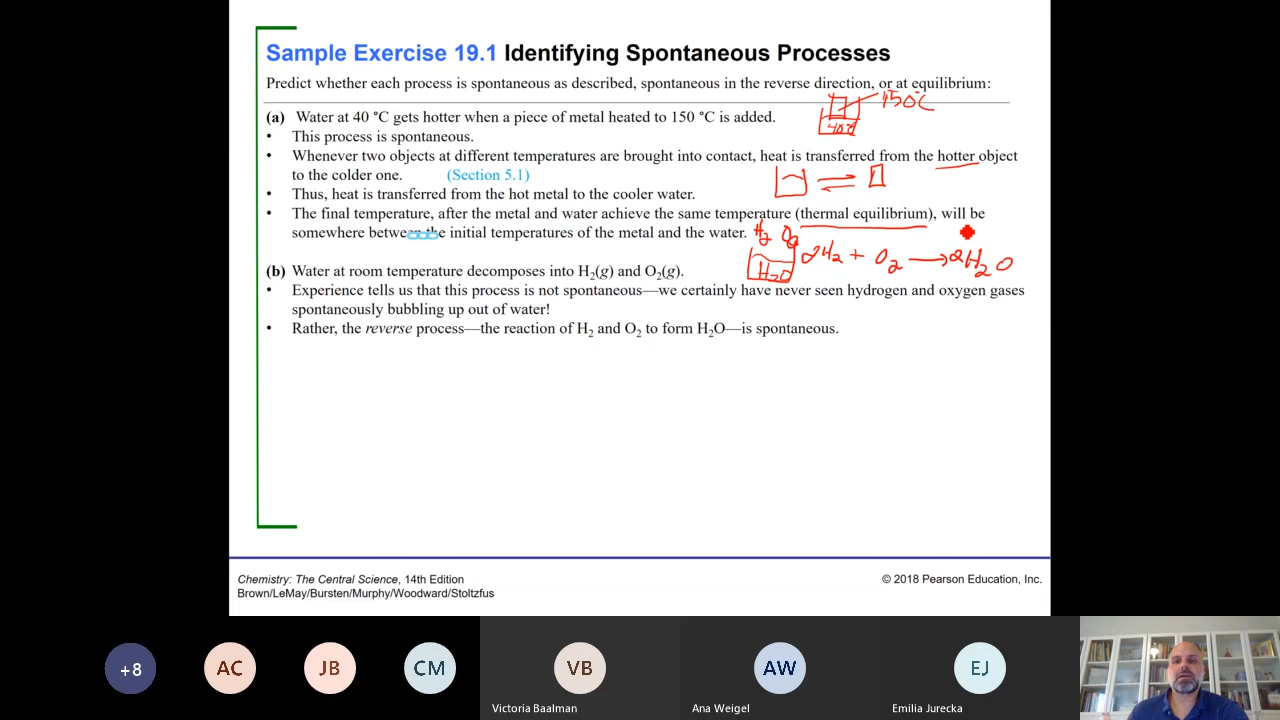 Sample Exercise 19.1 Identifying Spontaneous Processes
Predict whether each process is spontaneous as described, spontaneous in the reverse direction, or at equilibrium:
150°C
(a) Water at 40 °C gets hotter when a piece of metal heated to 150 °C is added.
40°C
• This process is spontaneous.
• Whenever two objects at different temperatures are brought into contact, heat is transferred from the hotter object
to the colder one. (Section 5.1)
• Thus, heat is transferred from the hot metal to the cooler water.
• The final temperature, after the metal and water achieve the same temperature (thermal equilibrium), will be
somewhere between the initial temperatures of the metal and the water.
H₂ O₂
2H₂ + O₂ → 2H₂O
H₂O
(b) Water at room temperature decomposes into H₂(g) and O₂(g).
• Experience tells us that this process is not spontaneous—we certainly have never seen hydrogen and oxygen gases
spontaneously bubbling up out of water!
• Rather, the reverse process—the reaction of H₂ and O₂ to form H₂O—is spontaneous.
Chemistry: The Central Science, 14th Edition
Brown/LeMay/Bursten/Murphy/Woodward/Stoltzfus
© 2018 Pearson Education, Inc.
+8 AC JB CM VB AW EJ
Victoria Baalman Ana Weigel Emilia Jurecka